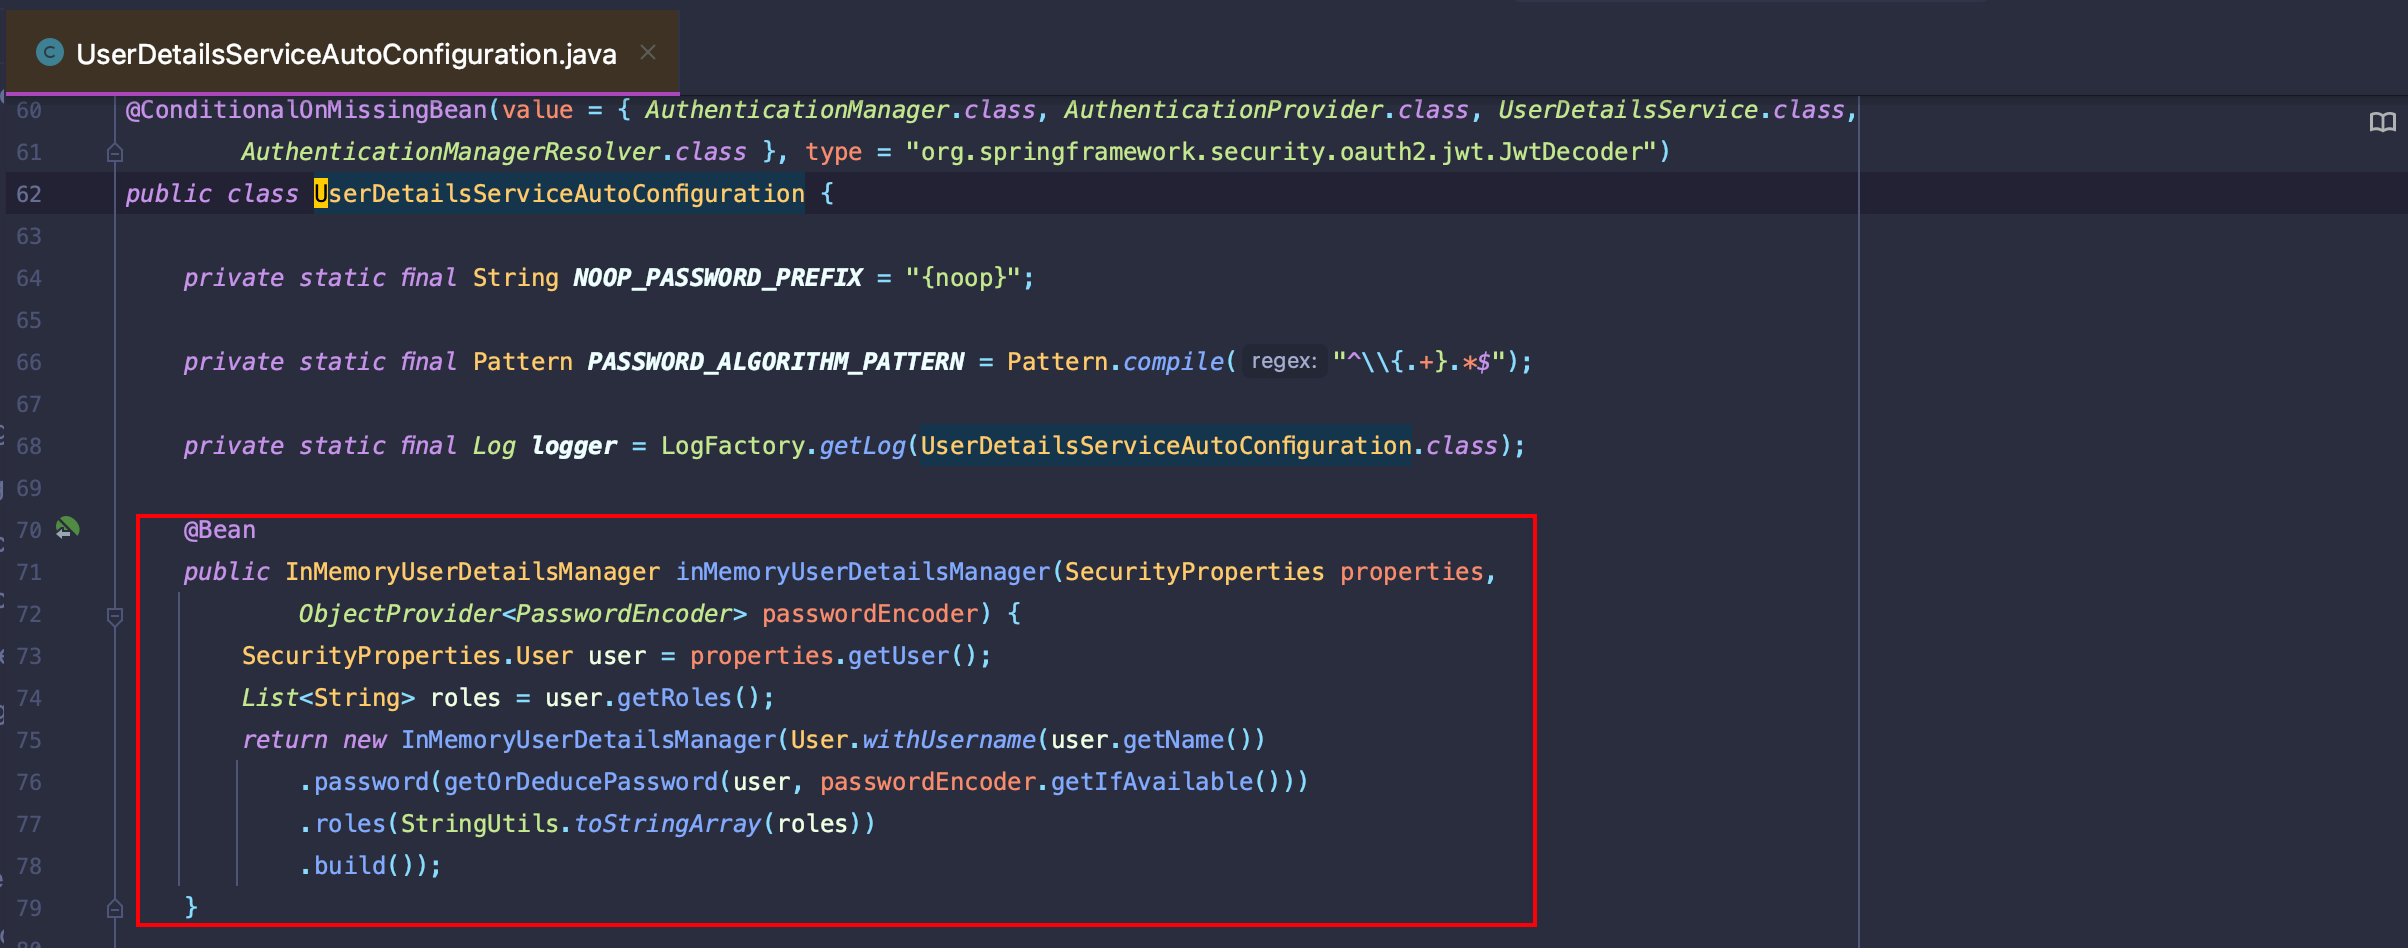 UserDetailsServiceAutoConfiguration.java
60 @ConditionalOnMissingBean(value = { AuthenticationManager.class, AuthenticationProvider.class, UserDetailsService.class,
61 AuthenticationManagerResolver.class }, type = "org.springframework.security.oauth2.jwt.JwtDecoder")
62 public class UserDetailsServiceAutoConfiguration {
63
64 private static final String NOOP_PASSWORD_PREFIX = "{noop}";
65
66 private static final Pattern PASSWORD_ALGORITHM_PATTERN = Pattern.compile( regex: "^\\{.+}.*$");
67
68 private static final Log logger = LogFactory.getLog(UserDetailsServiceAutoConfiguration.class);
69
70 @Bean
71 public InMemoryUserDetailsManager inMemoryUserDetailsManager(SecurityProperties properties,
72 ObjectProvider<PasswordEncoder> passwordEncoder) {
73 SecurityProperties.User user = properties.getUser();
74 List<String> roles = user.getRoles();
75 return new InMemoryUserDetailsManager(User.withUsername(user.getName())
76 .password(getOrDeducePassword(user, passwordEncoder.getIfAvailable()))
77 .roles(StringUtils.toStringArray(roles))
78 .build());
79 }